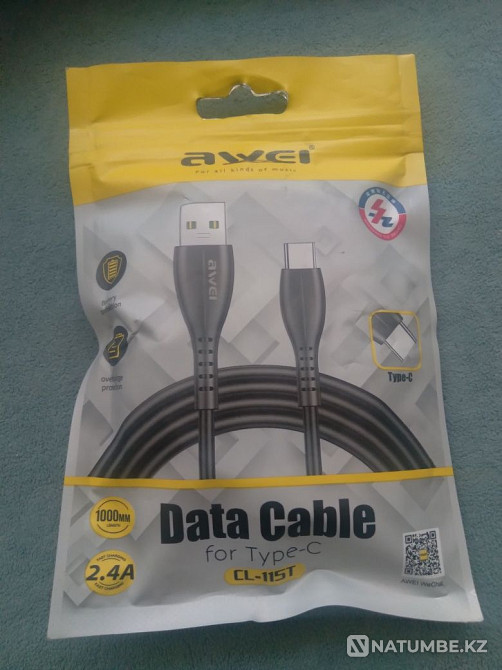 awei
For all kinds of music
Type-C
1000MM
LENGTH
Data Cable
for Type-C
CL-115T
2.4A
AWEI WeChat
NATUMBE.KZ